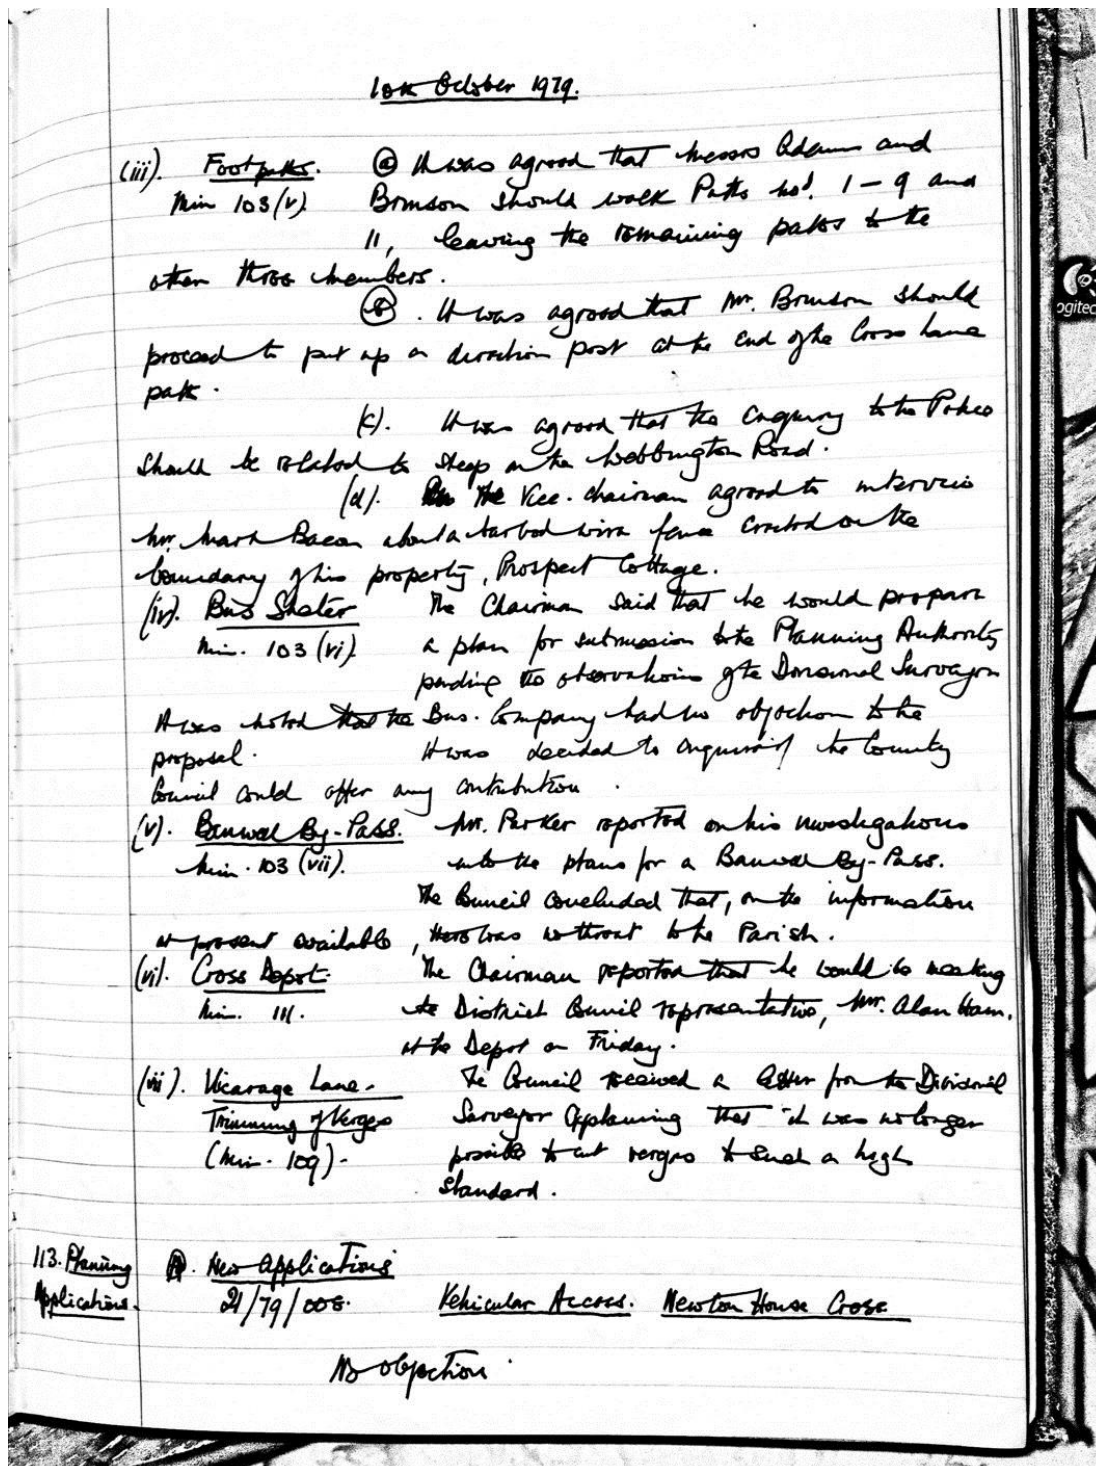 10th October 1979.
(iii). Footpaths. (a) It was agreed that Messrs Adams and
Min 103(v). Brunson should walk Paths nos. 1 – 9 and
11, leaving the remaining paths to the
other three members.
(b). It was agreed that Mr. Brunson should
proceed to put up a direction post at the end of the Cross Lane
path.
(c). It was agreed that the enquiry to the Police
should be related to steps on the Webbington Road.
(d). The Vice-Chairman agreed to interview
Mr. Mark Bacon about a barbed wire fence erected on the
boundary of his property, Prospect Cottage.
(iv). Bus Shelter The Chairman said that he would prepare
Min. 103 (vi). a plan for submission to the Planning Authority
pending the observations of the Divisional Surveyor
It was noted that the Bus Company had no objection to the
proposal. It was decided to enquire if the County
Council could offer any contribution.
(v). Banwell By-Pass. Mr. Parker reported on his investigations
Min. 103 (vii). into the plans for a Banwell By-Pass.
The Council concluded that, on the information
at present available, there was no threat to the Parish.
(vi). Cross Depot. The Chairman reported that he would be meeting
Min. 111. the District Council representative, Mr. Alan Ham,
at the Depot on Friday.
(vii). Vicarage Lane - The Council received a letter from the Divisional
Trimming of Verges Surveyor explaining that it was no longer
(Min. 109). possible to cut verges to such a high
standard.
113. Planning A. New Applications
Applications. 21/79/008. Vehicular Access. Newton House Cross
No objection.
ogitec